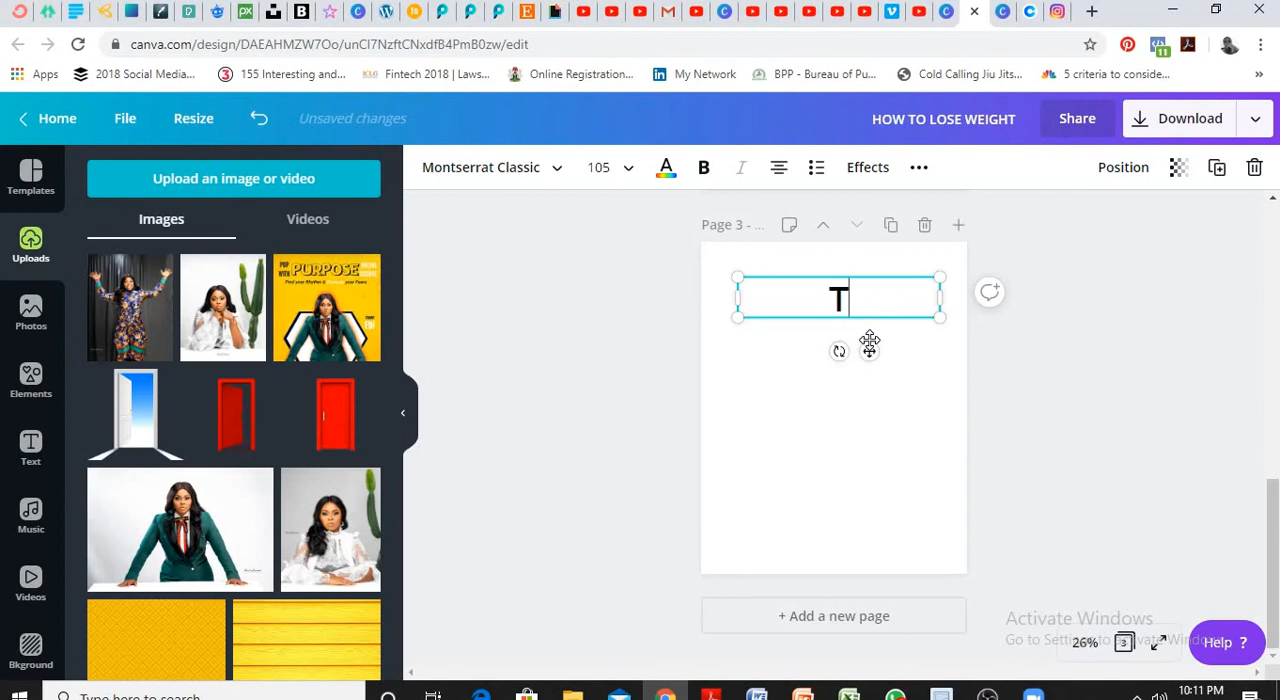 canva.com/design/DAEAHMZW7Oo/unCI7NzftCNxdfB4PmB0zw/edit
Apps
2018 Social Media...
155 Interesting and...
Fintech 2018 | Laws...
Online Registration...
My Network
BPP - Bureau of Pu...
Cold Calling Jiu Jits...
5 criteria to conside...
Home
File
Resize
Unsaved changes
HOW TO LOSE WEIGHT
Share
Download
Templates
Uploads
Photos
Elements
Text
Music
Videos
Bkground
Upload an image or video
Images
Videos
PURPOSE
Montserrat Classic
105
A
B
I
Effects
Position
Page 3 - ...
T
+ Add a new page
Activate Windows
Go to Settings to activate Windows.
26%
3
Help ?
Type here to search
10:11 PM